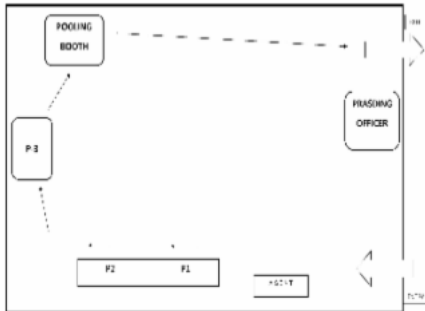 POOLING
BOOTH
PRASIDING
OFFICER
P-3
P2 P1
AGENT